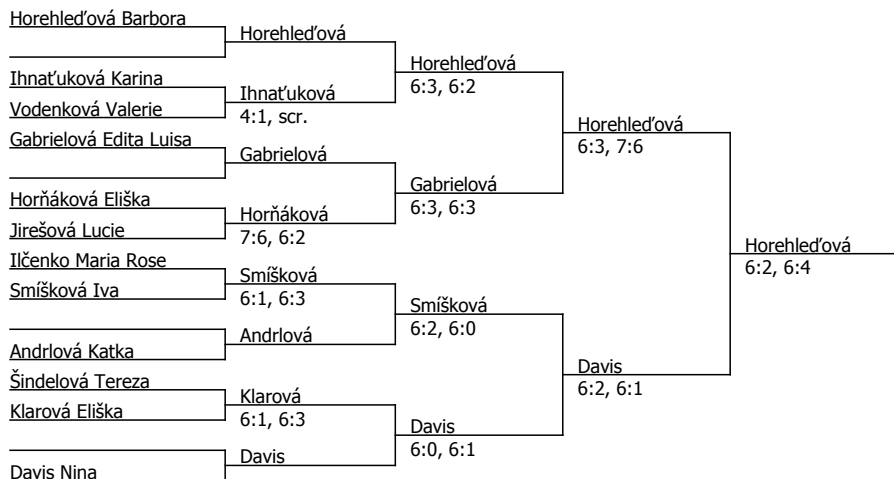 Horehleďová Barbora
Ihnaťuková Karina
Vodenková Valerie
Gabrielová Edita Luisa
Horňáková Eliška
Jirešová Lucie
Ilčenko Maria Rose
Smíšková Iva
Andrlová Katka
Šindelová Tereza
Klarová Eliška
Davis Nina
Horehleďová
Ihnaťuková
4:1, scr.
Gabrielová
Horňáková
7:6, 6:2
Smíšková
6:1, 6:3
Andrlová
Klarová
6:1, 6:3
Davis
Horehleďová
6:3, 6:2
Gabrielová
6:3, 6:3
Smíšková
6:2, 6:0
Davis
6:0, 6:1
Horehleďová
6:3, 7:6
Davis
6:2, 6:1
Horehleďová
6:2, 6:4